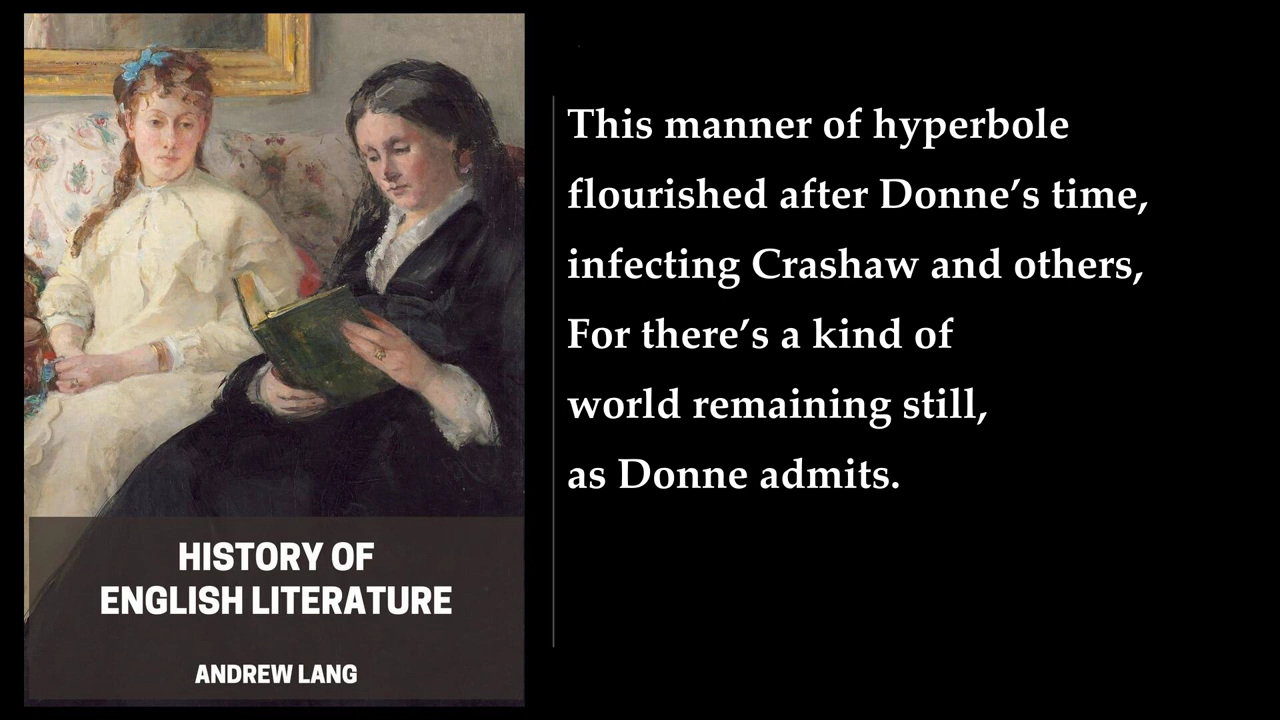 HISTORY OF
ENGLISH LITERATURE
ANDREW LANG
This manner of hyperbole
flourished after Donne’s time,
infecting Crashaw and others,
For there’s a kind of
world remaining still,
as Donne admits.